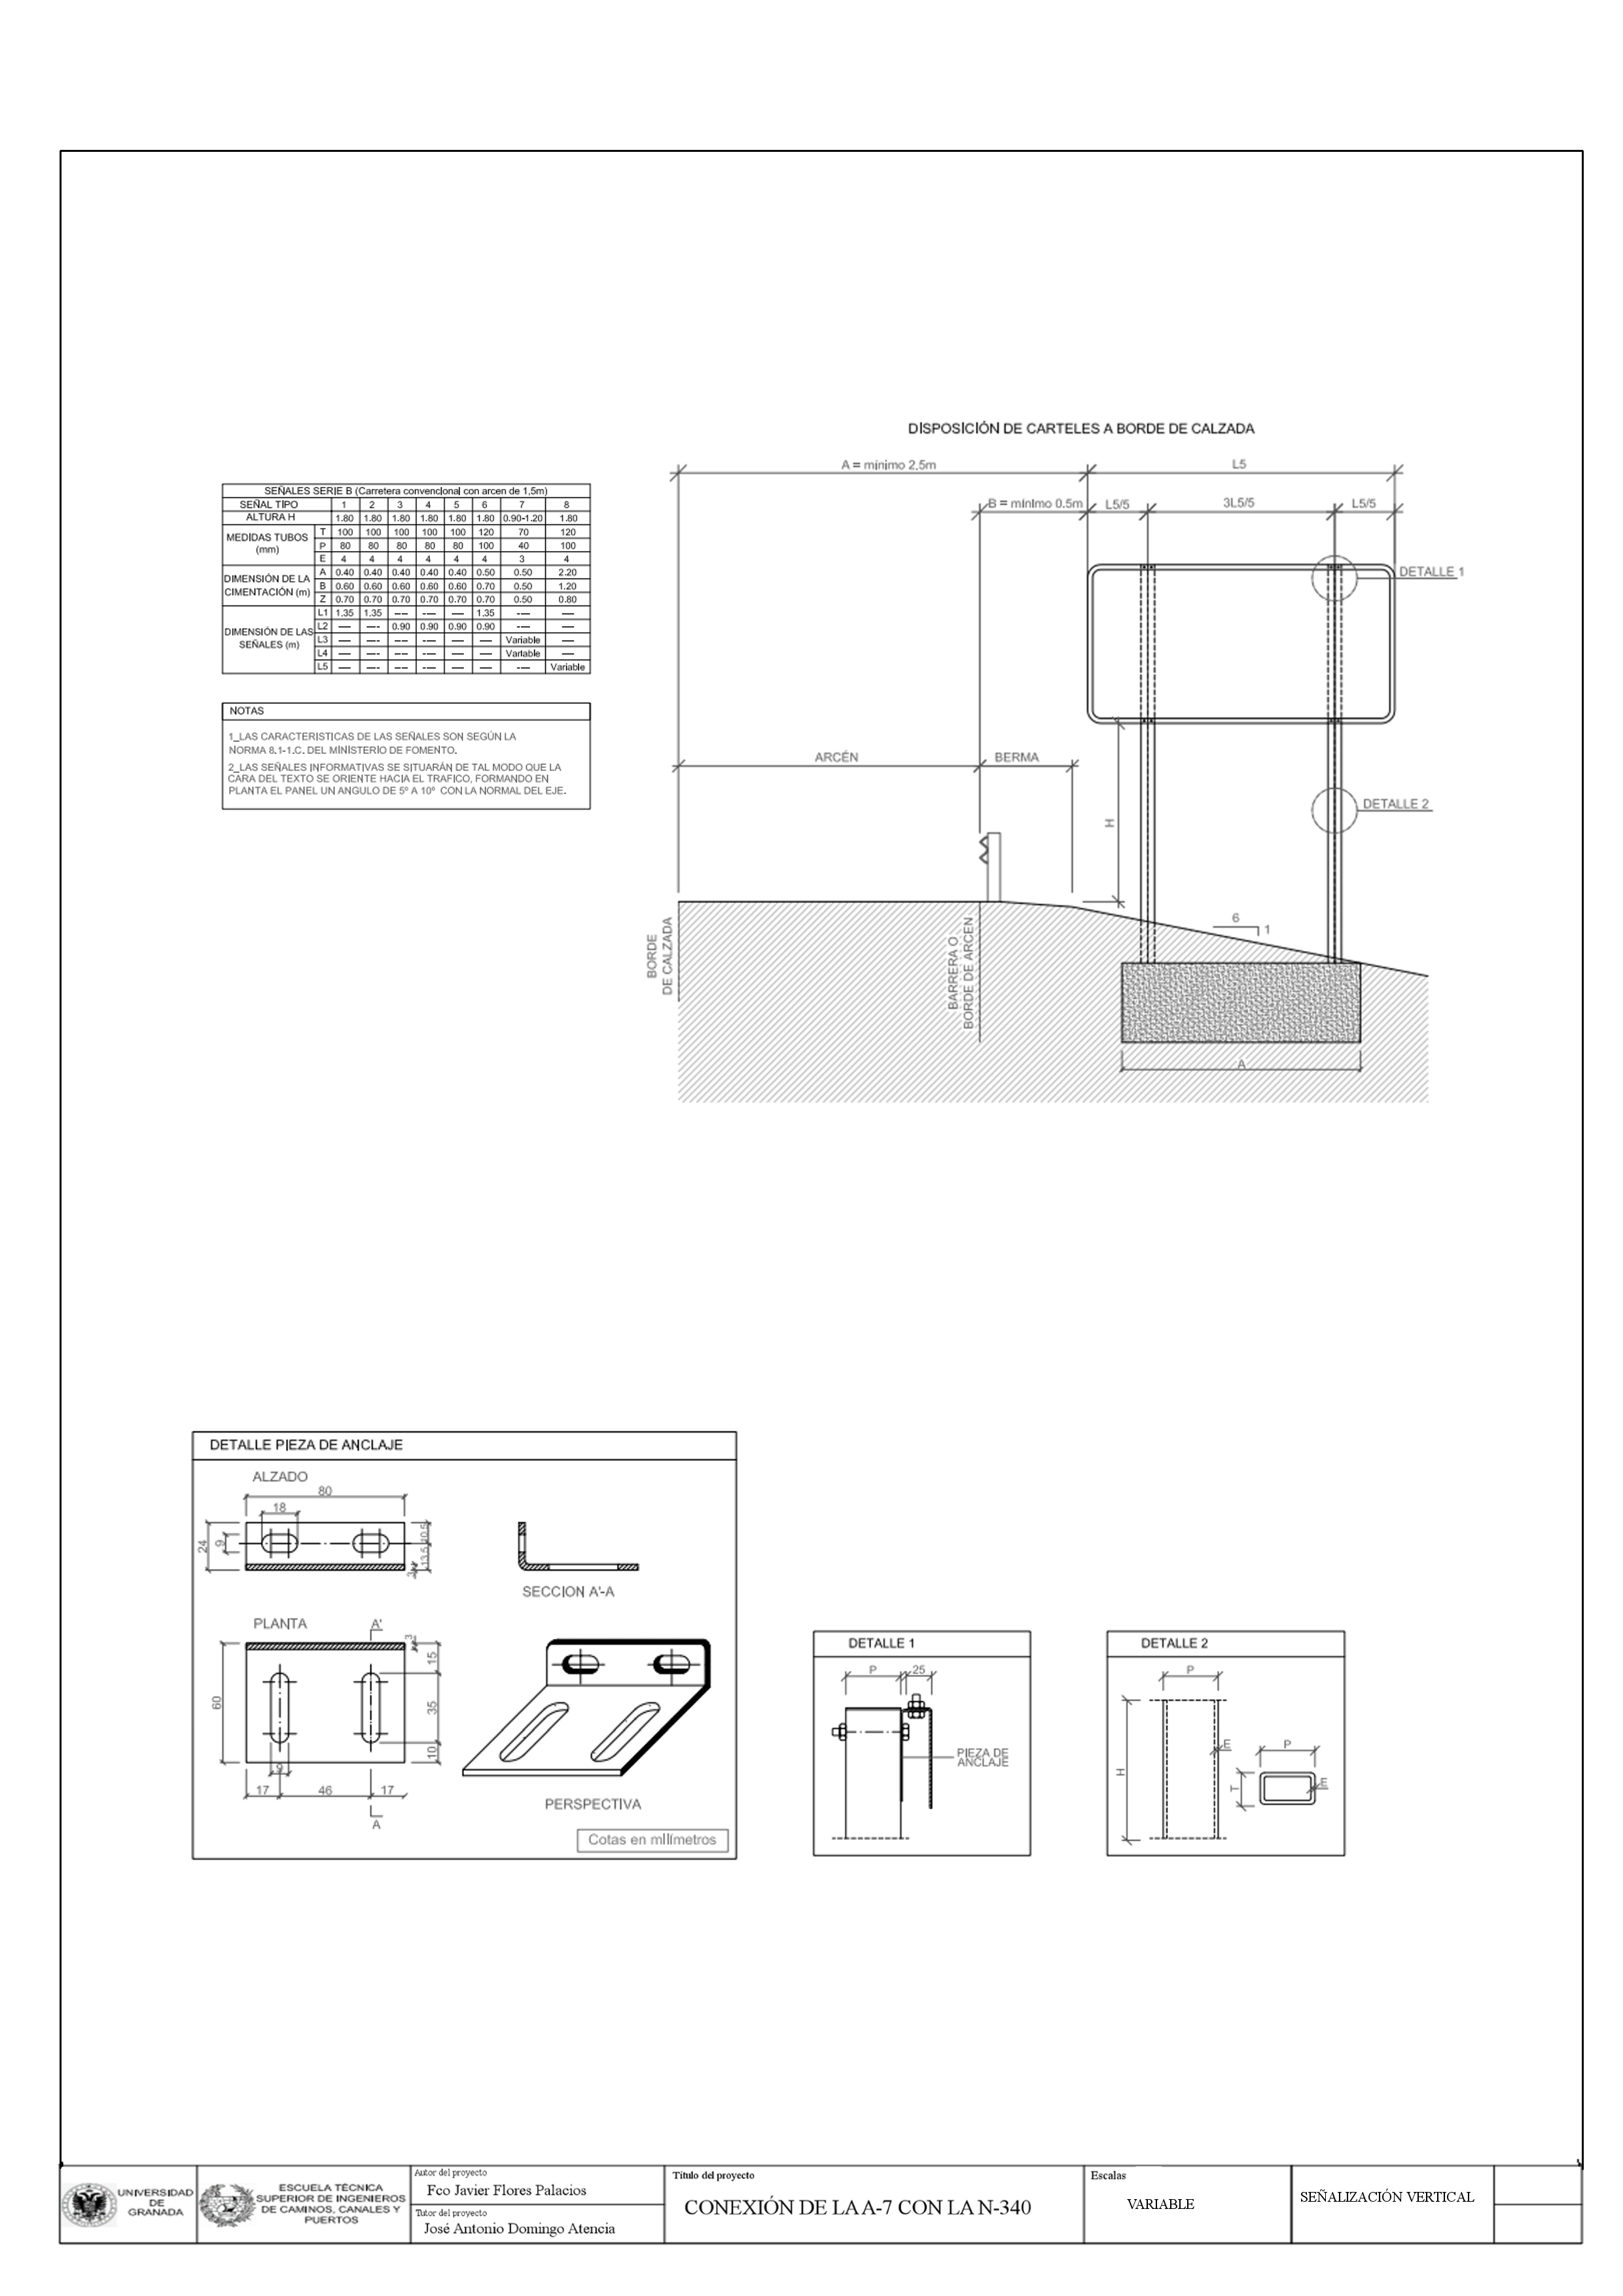 DISPOSICIÓN DE CARTELES A BORDE DE CALZADA
A = mínimo 2,5m
L5
B = mínimo 0.5m
L5/5
3L5/5
L5/5
DETALLE 1
ARCÉN
BERMA
DETALLE 2
H
6
1
BORDE
DE CALZADA
BARRERA O
BORDE DE ARCEN
A
SEÑALES SERIE B (Carretera convencional con arcen de 1,5m)
SEÑAL TIPO 1 2 3 4 5 6 7 8
ALTURA H 1.80 1.80 1.80 1.80 1.80 1.80 0.90-1.20 1.80
MEDIDAS TUBOS
(mm)
T 100 100 100 100 100 120 70 120
P 80 80 80 80 80 100 40 100
E 4 4 4 4 4 4 3 4
DIMENSIÓN DE LA
CIMENTACIÓN (m)
A 0.40 0.40 0.40 0.40 0.40 0.50 0.50 2.20
B 0.60 0.60 0.60 0.60 0.60 0.70 0.50 1.20
Z 0.70 0.70 0.70 0.70 0.70 0.70 0.50 0.80
DIMENSIÓN DE LAS
SEÑALES (m)
L1 1.35 1.35 — — — 1.35 — —
L2 — — 0.90 0.90 0.90 0.90 — —
L3 — — — — — — Variable —
L4 — — — — — — Variable —
L5 — — — — — — — Variable
NOTAS
1_LAS CARACTERISTICAS DE LAS SEÑALES SON SEGÚN LA
NORMA 8.1-1.C. DEL MINISTERIO DE FOMENTO.
2_LAS SEÑALES INFORMATIVAS SE SITUARÁN DE TAL MODO QUE LA
CARA DEL TEXTO SE ORIENTE HACIA EL TRAFICO, FORMANDO EN
PLANTA EL PANEL UN ANGULO DE 5º A 10º CON LA NORMAL DEL EJE.
DETALLE PIEZA DE ANCLAJE
ALZADO
80
18
24
9
10.5
13.5
3
SECCION A'-A
PLANTA
A'
3
15
60
35
10
9
17
46
17
A
PERSPECTIVA
Cotas en milímetros
DETALLE 1
P
25
PIEZA DE
ANCLAJE
DETALLE 2
P
H
E
P
T
E
UNIVERSIDAD
DE
GRANADA
ESCUELA TÉCNICA
SUPERIOR DE INGENIEROS
DE CAMINOS, CANALES Y
PUERTOS
Autor del proyecto
Fco Javier Flores Palacios
Tutor del proyecto
José Antonio Domingo Atencia
Título del proyecto
CONEXIÓN DE LA A-7 CON LA N-340
Escalas
VARIABLE
SEÑALIZACIÓN VERTICAL